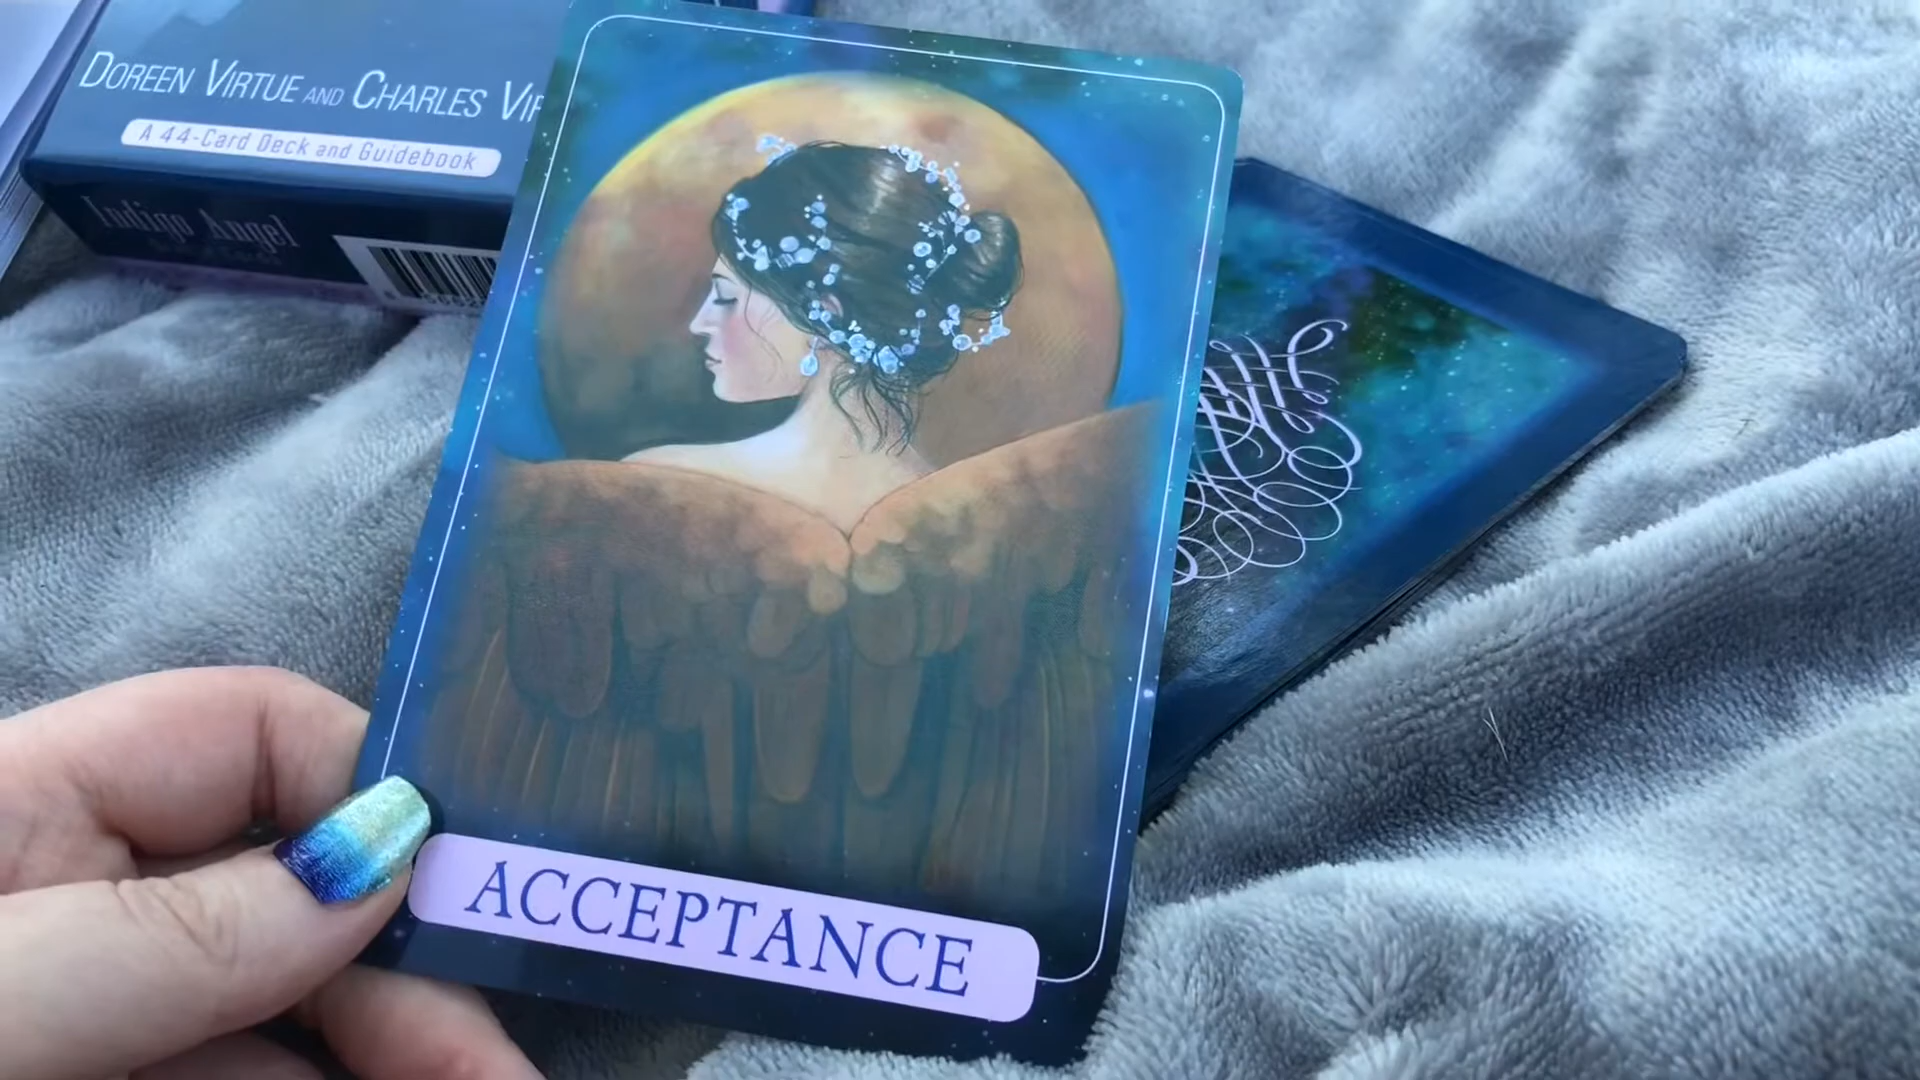 DOREEN VIRTUE AND CHARLES VIR
A 44-Card Deck and Guidebook
Indigo Angel
ACCEPTANCE